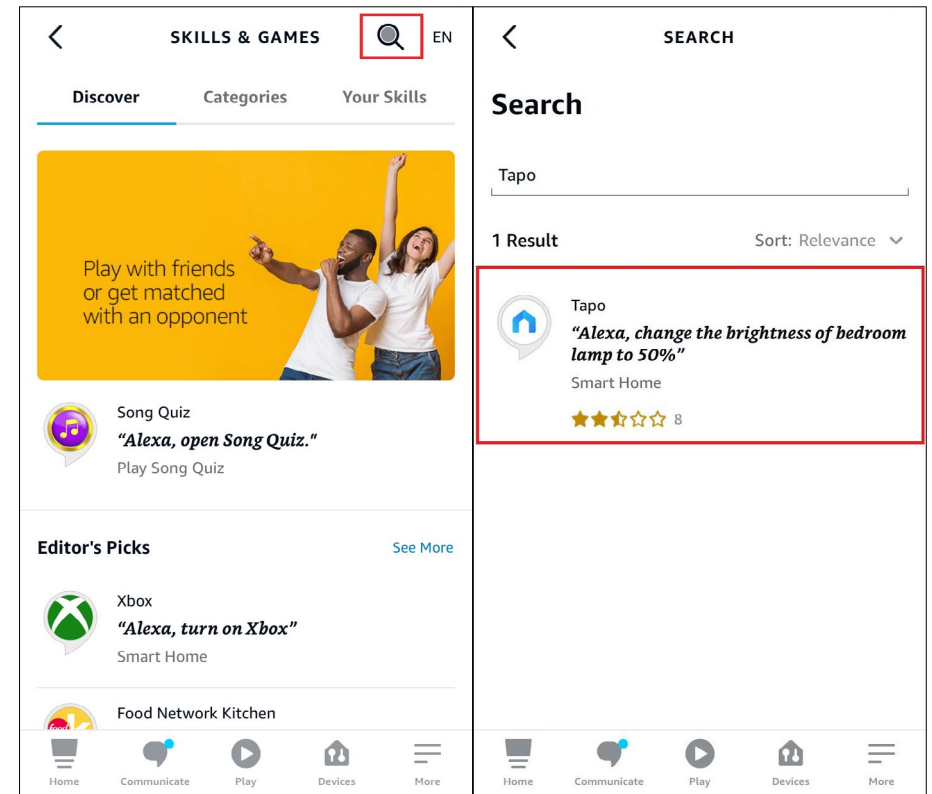 SKILLS & GAMES
EN
Discover
Categories
Your Skills
Play with friends
or get matched
with an opponent
Song Quiz
“Alexa, open Song Quiz."
Play Song Quiz
Editor's Picks
See More
Xbox
“Alexa, turn on Xbox”
Smart Home
food
Food Network Kitchen
Home
Communicate
Play
Devices
More
SEARCH
Search
Tapo
1 Result
Sort: Relevance
Tapo
“Alexa, change the brightness of bedroom
lamp to 50%”
Smart Home
8
Home
Communicate
Play
Devices
More